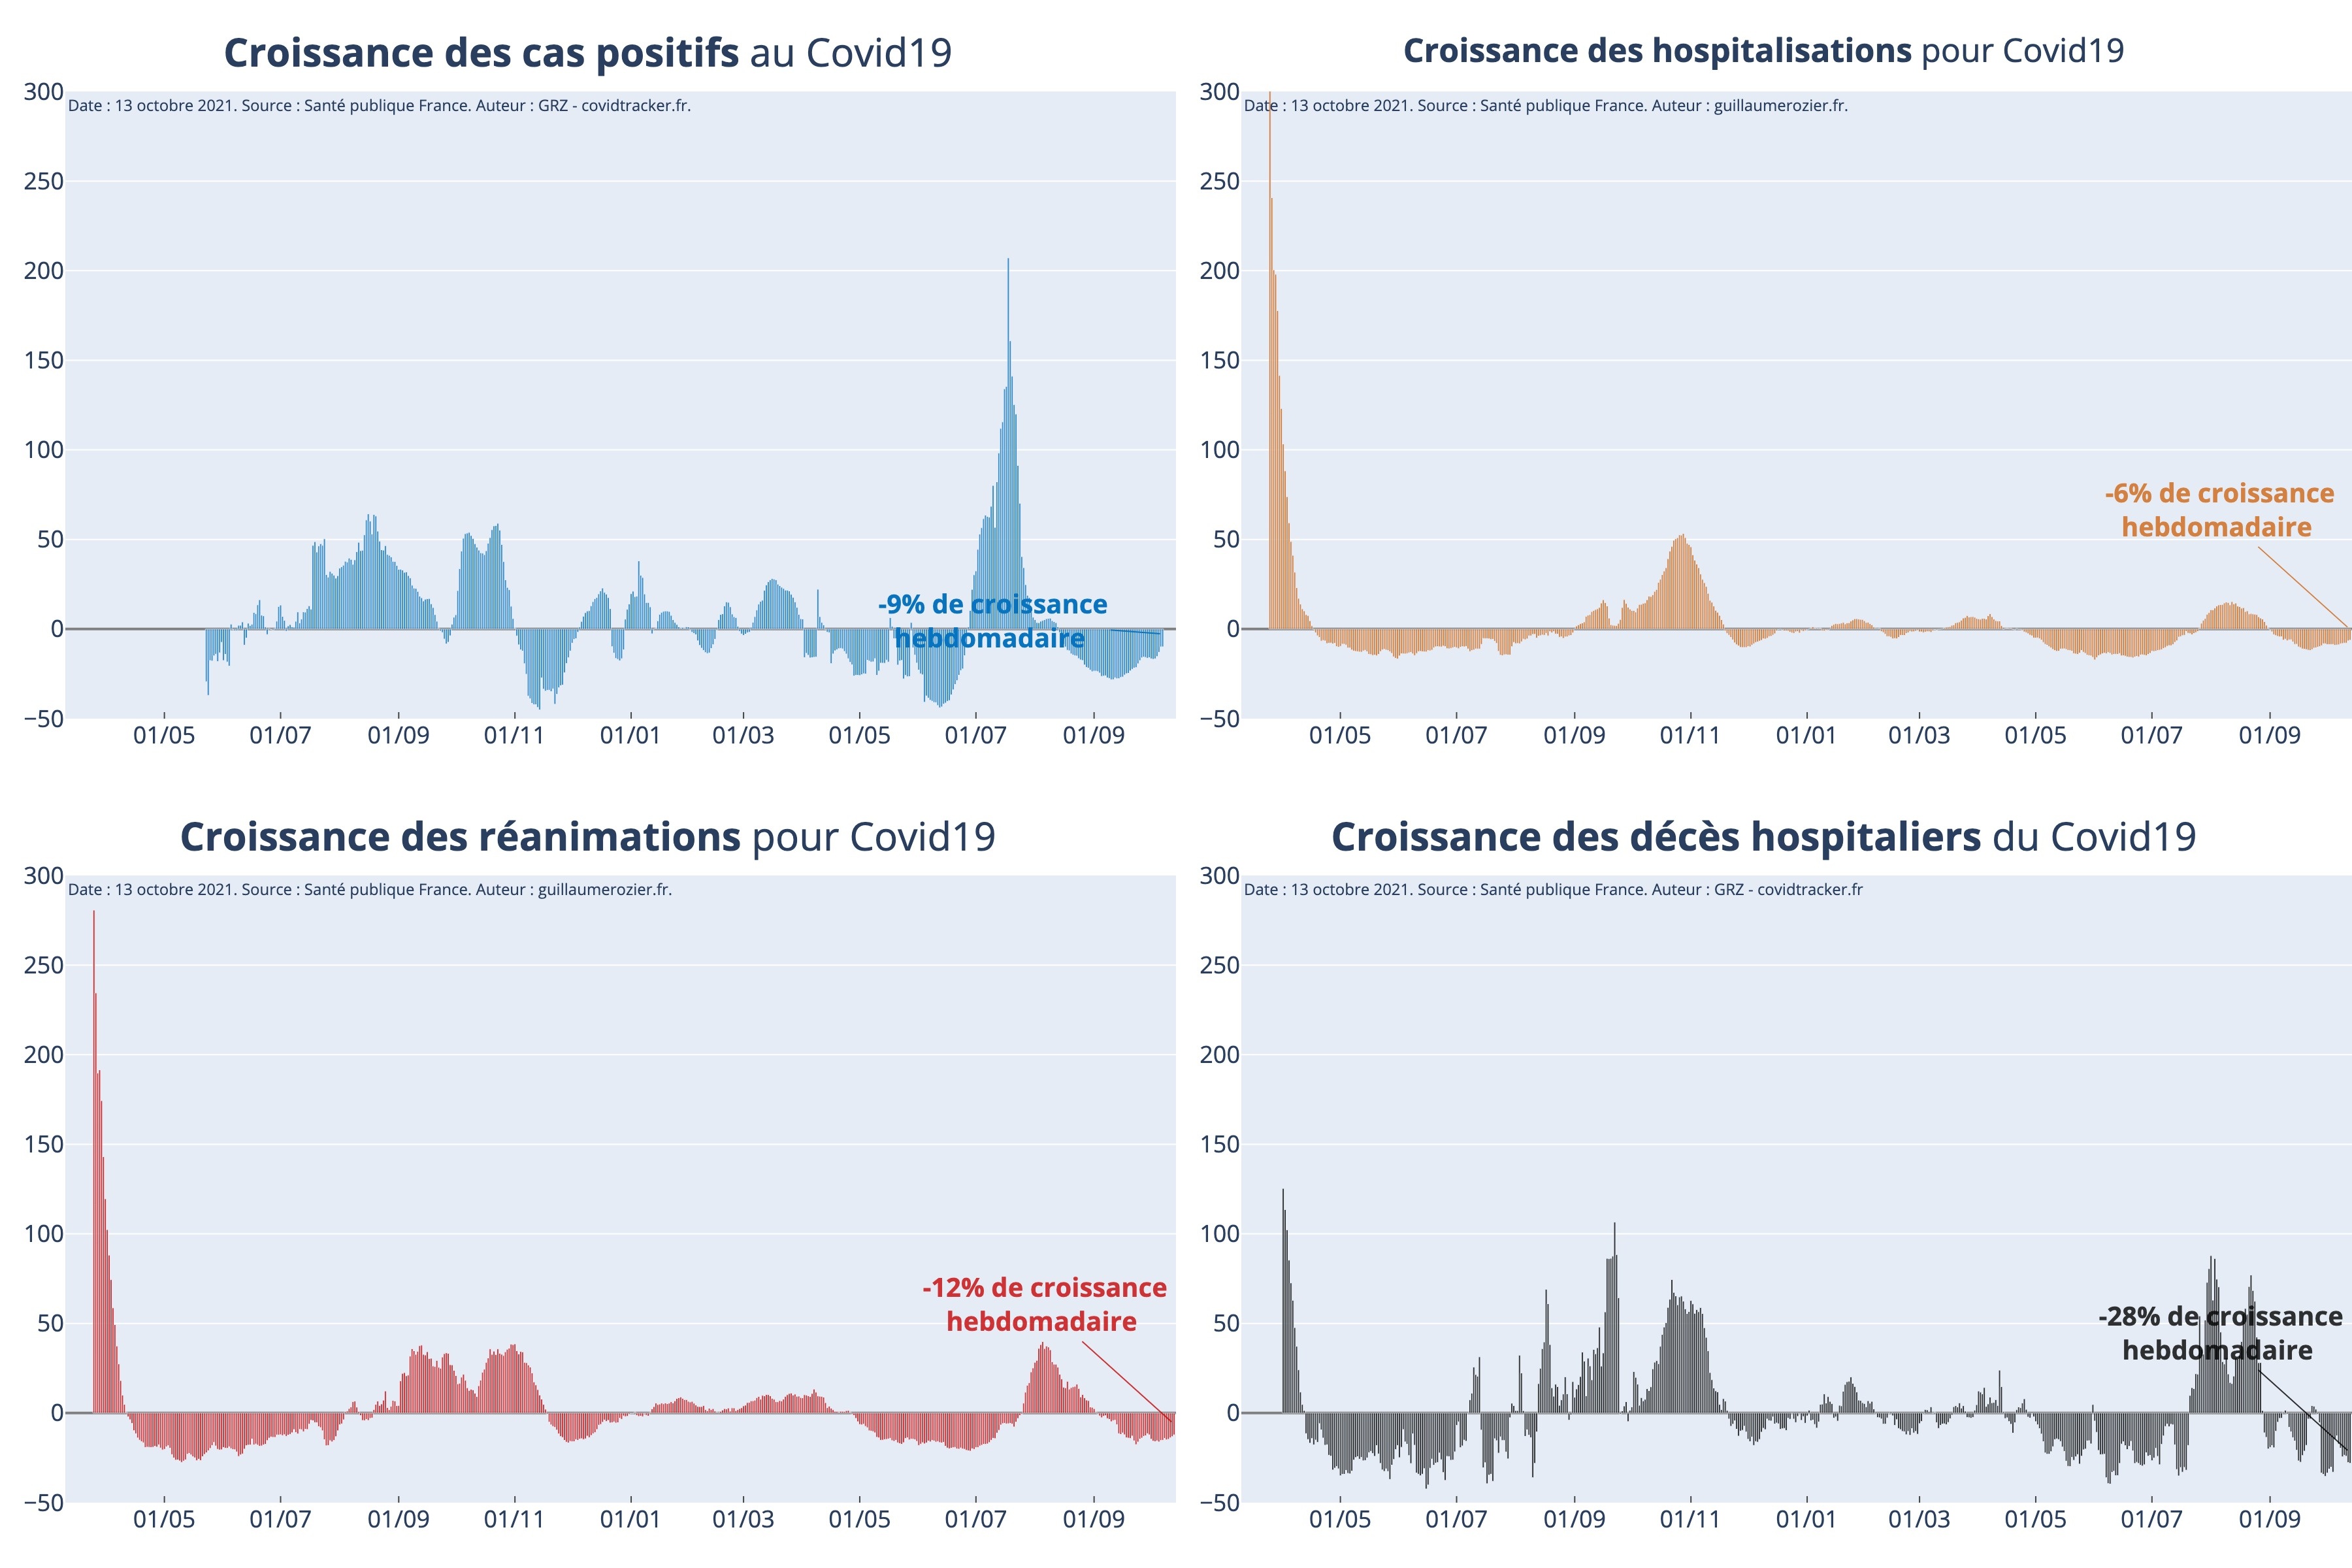 Croissance des cas positifs au Covid19
300
Date : 13 octobre 2021. Source : Santé publique France. Auteur : GRZ - covidtracker.fr.
250
200
150
100
50
0
−50
-9% de croissance
hebdomadaire
01/05 01/07 01/09 01/11 01/01 01/03 01/05 01/07 01/09
Croissance des hospitalisations pour Covid19
300
Date : 13 octobre 2021. Source : Santé publique France. Auteur : guillaumerozier.fr.
250
200
150
100
50
0
−50
-6% de croissance
hebdomadaire
01/05 01/07 01/09 01/11 01/01 01/03 01/05 01/07 01/09
Croissance des réanimations pour Covid19
300
Date : 13 octobre 2021. Source : Santé publique France. Auteur : guillaumerozier.fr.
250
200
150
100
50
0
−50
-12% de croissance
hebdomadaire
01/05 01/07 01/09 01/11 01/01 01/03 01/05 01/07 01/09
Croissance des décès hospitaliers du Covid19
300
Date : 13 octobre 2021. Source : Santé publique France. Auteur : GRZ - covidtracker.fr
250
200
150
100
50
0
−50
-28% de croissance
hebdomadaire
01/05 01/07 01/09 01/11 01/01 01/03 01/05 01/07 01/09